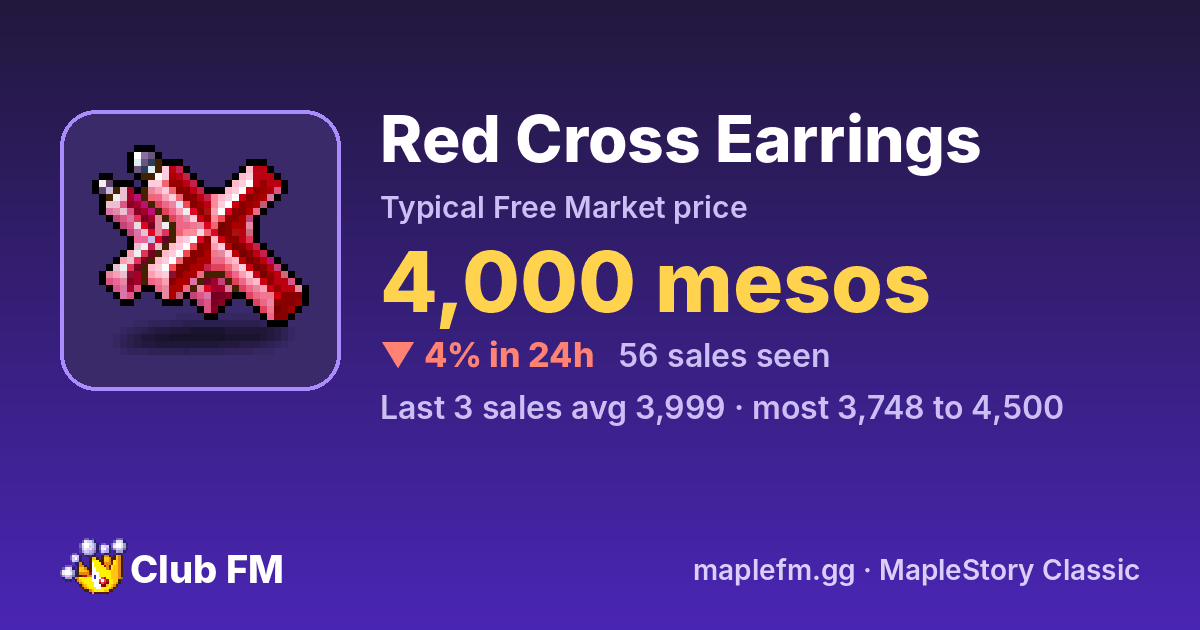 Red Cross Earrings
Typical Free Market price
4,000 mesos
▼ 4% in 24h 56 sales seen
Last 3 sales avg 3,999 · most 3,748 to 4,500
Club FM
maplefm.gg · MapleStory Classic